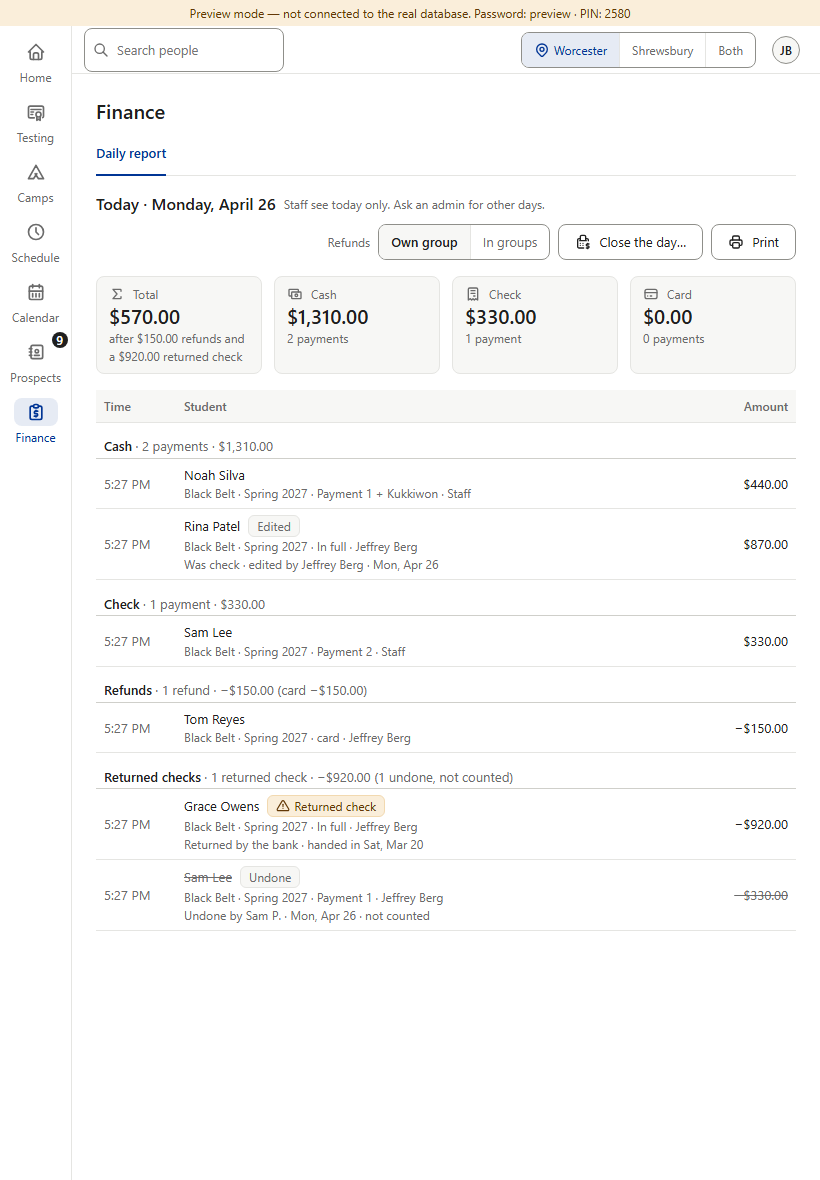 Preview mode — not connected to the real database. Password: preview · PIN: 2580
Search people
Worcester
Shrewsbury
Both
JB
Home
Testing
Camps
Schedule
Calendar
9
Prospects
Finance
Finance
Daily report
Today · Monday, April 26 Staff see today only. Ask an admin for other days.
Refunds
Own group
In groups
Close the day...
Print
Total
$570.00
after $150.00 refunds and
a $920.00 returned check
Cash
$1,310.00
2 payments
Check
$330.00
1 payment
Card
$0.00
0 payments
Time Student Amount
Cash · 2 payments · $1,310.00
5:27 PM
Noah Silva
Black Belt · Spring 2027 · Payment 1 + Kukkiwon · Staff
$440.00
5:27 PM
Rina Patel Edited
Black Belt · Spring 2027 · In full · Jeffrey Berg
Was check · edited by Jeffrey Berg · Mon, Apr 26
$870.00
Check · 1 payment · $330.00
5:27 PM
Sam Lee
Black Belt · Spring 2027 · Payment 2 · Staff
$330.00
Refunds · 1 refund · −$150.00 (card −$150.00)
5:27 PM
Tom Reyes
Black Belt · Spring 2027 · card · Jeffrey Berg
−$150.00
Returned checks · 1 returned check · −$920.00 (1 undone, not counted)
5:27 PM
Grace Owens Returned check
Black Belt · Spring 2027 · In full · Jeffrey Berg
Returned by the bank · handed in Sat, Mar 20
−$920.00
5:27 PM
Sam Lee Undone
Black Belt · Spring 2027 · Payment 1 · Jeffrey Berg
Undone by Sam P. · Mon, Apr 26 · not counted
−$330.00